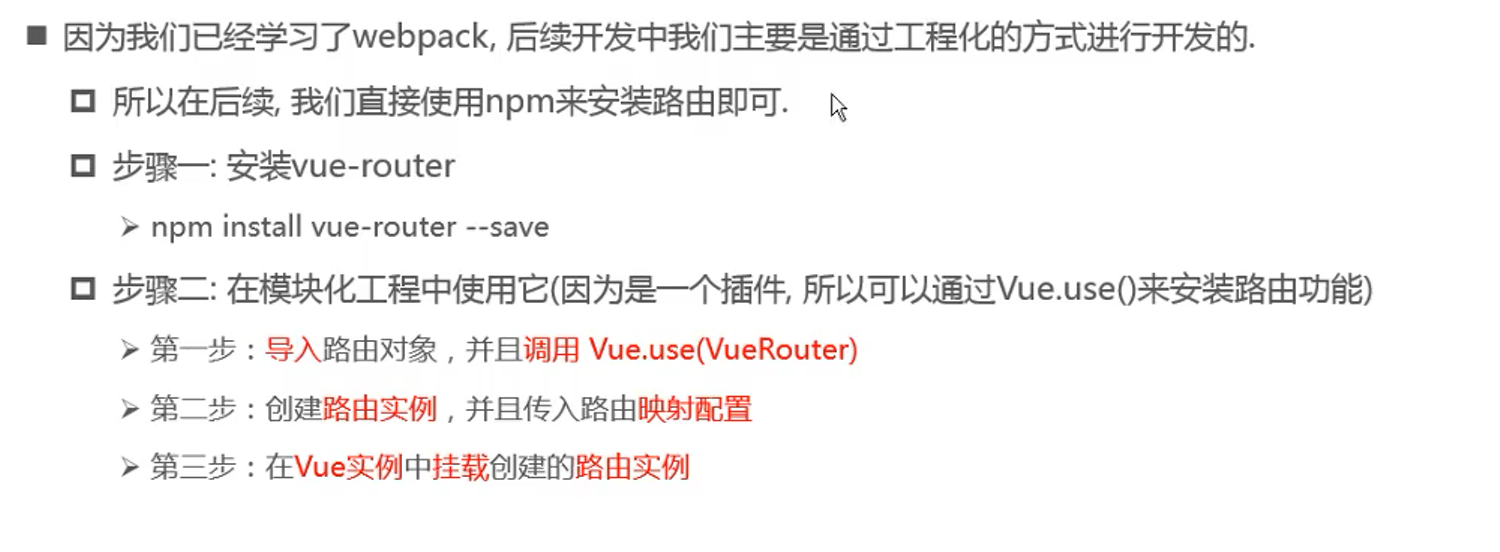 因为我们已经学习了webpack, 后续开发中我们主要是通过工程化的方式进行开发的.
所以在后续, 我们直接使用npm来安装路由即可.
步骤一: 安装vue-router
npm install vue-router --save
步骤二: 在模块化工程中使用它(因为是一个插件, 所以可以通过Vue.use()来安装路由功能)
第一步：导入路由对象，并且调用 Vue.use(VueRouter)
第二步：创建路由实例，并且传入路由映射配置
第三步：在Vue实例中挂载创建的路由实例